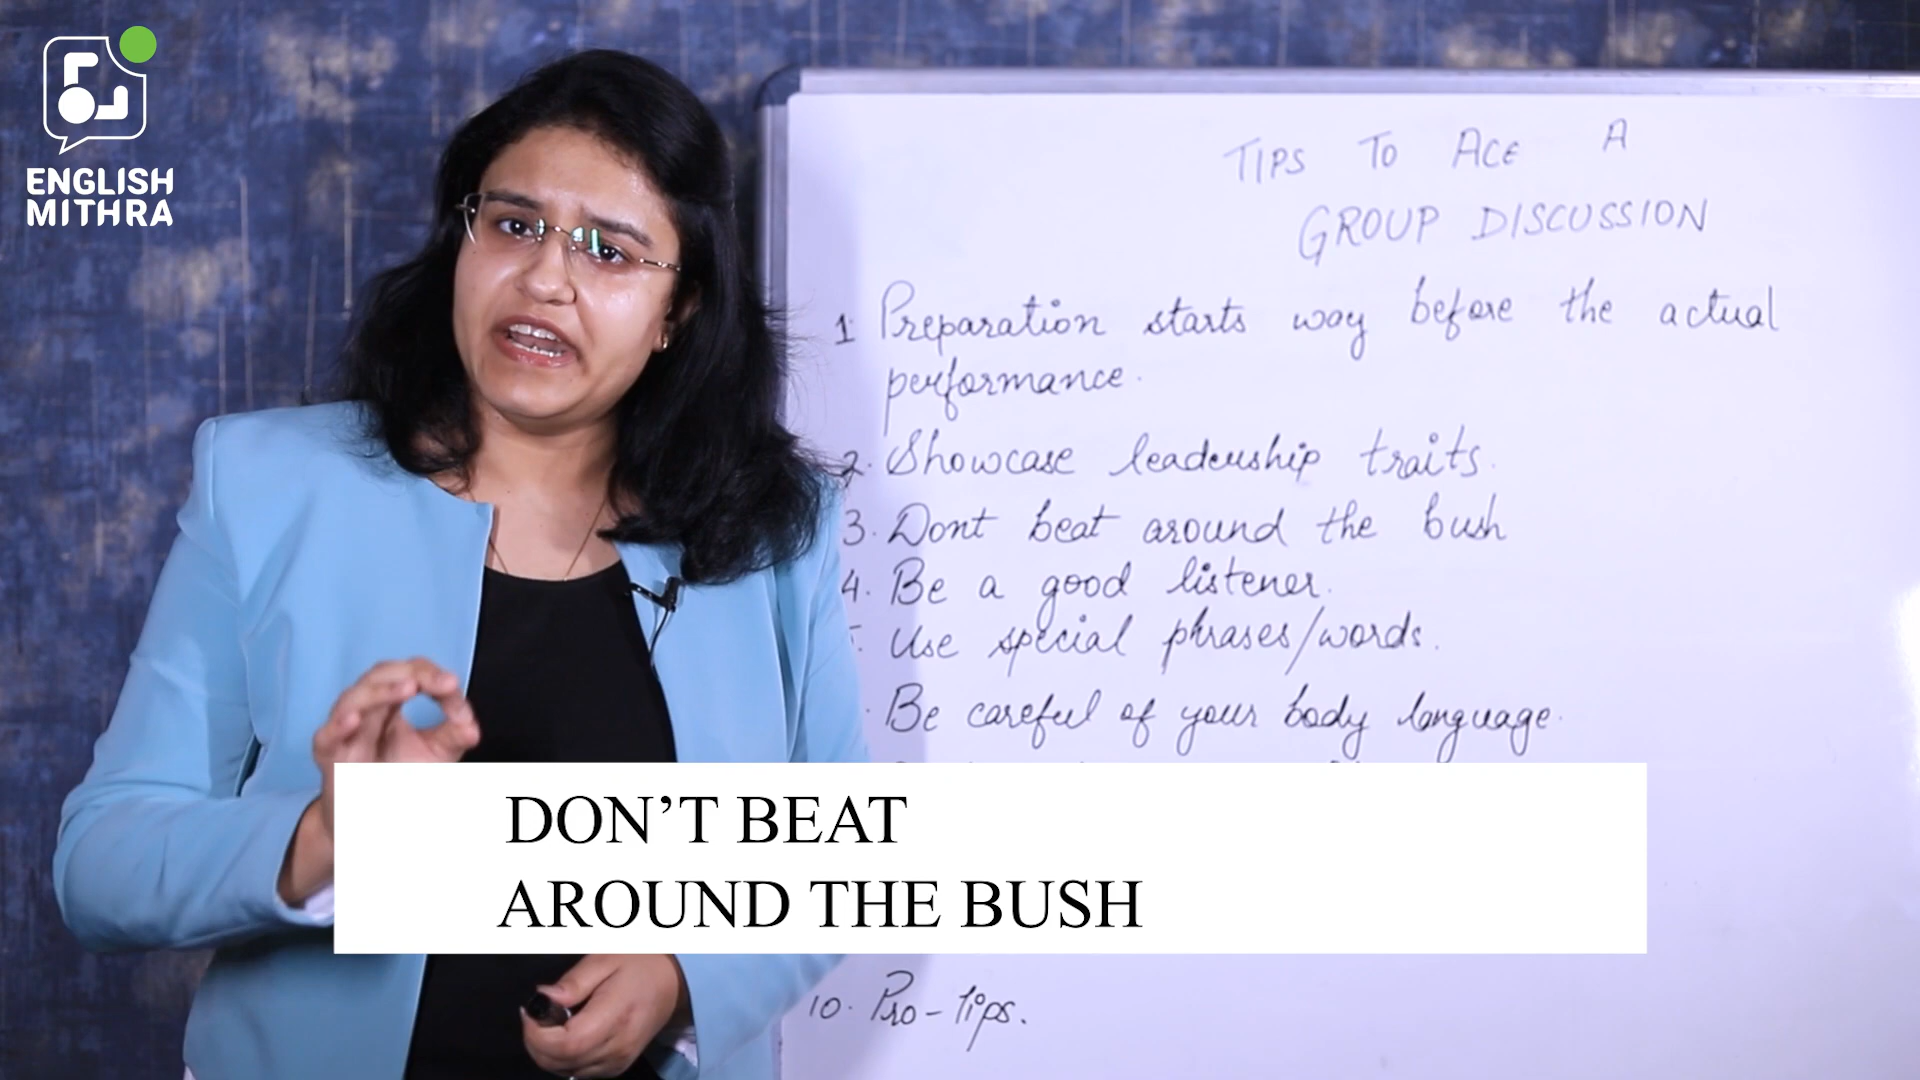 ENGLISH
MITHRA
TIPS TO ACE A
GROUP DISCUSSION
1. Preparation starts way before the actual
performance.
2. Showcase leadership traits.
3. Dont beat around the bush
4. Be a good listener.
Use special phrases/words.
Be careful of your body language.
DON'T BEAT
AROUND THE BUSH
10. Pro-tips.